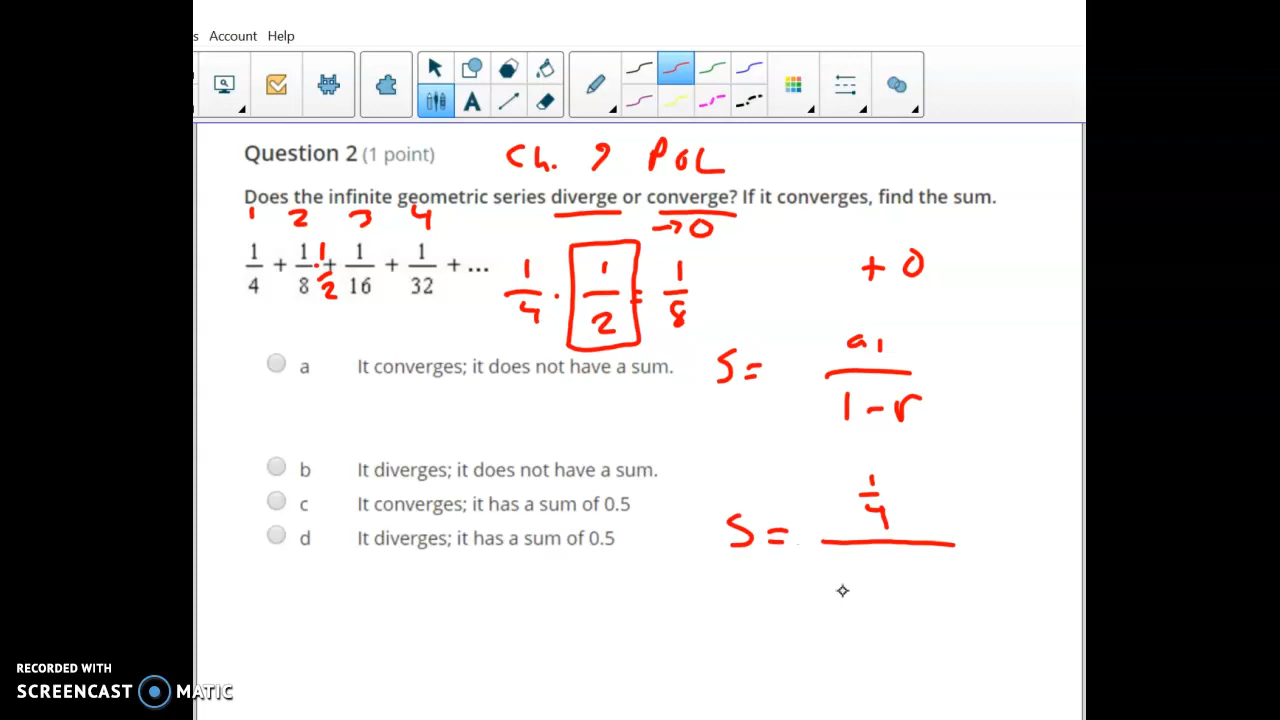 s Account Help
Question 2 (1 point) Ch. 9 POL
Does the infinite geometric series diverge or converge? If it converges, find the sum.
1 2 3 4
→ 0
1/4 + 1/8 + 1/16 + 1/32 + ...
· 1/2
1/4 · 1/2 = 1/8
+ 0
a It converges; it does not have a sum.
S = a1 / 1 - r
b It diverges; it does not have a sum.
c It converges; it has a sum of 0.5
d It diverges; it has a sum of 0.5
S = 1/4
RECORDED WITH
SCREENCAST MATIC